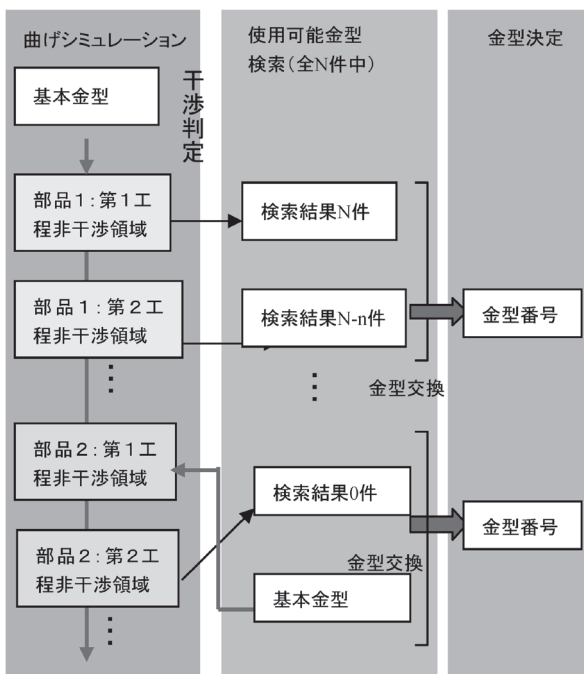 曲げシミュレーション
基本金型
干渉判定
部品1:第1工
程非干渉領域
部品1:第2工
程非干渉領域
⋮
部品2:第1工
程非干渉領域
部品2:第2工
程非干渉領域
⋮
使用可能金型
検索(全N件中)
検索結果N件
検索結果N-n件
⋮
金型交換
検索結果0件
金型交換
基本金型
金型決定
金型番号
金型番号